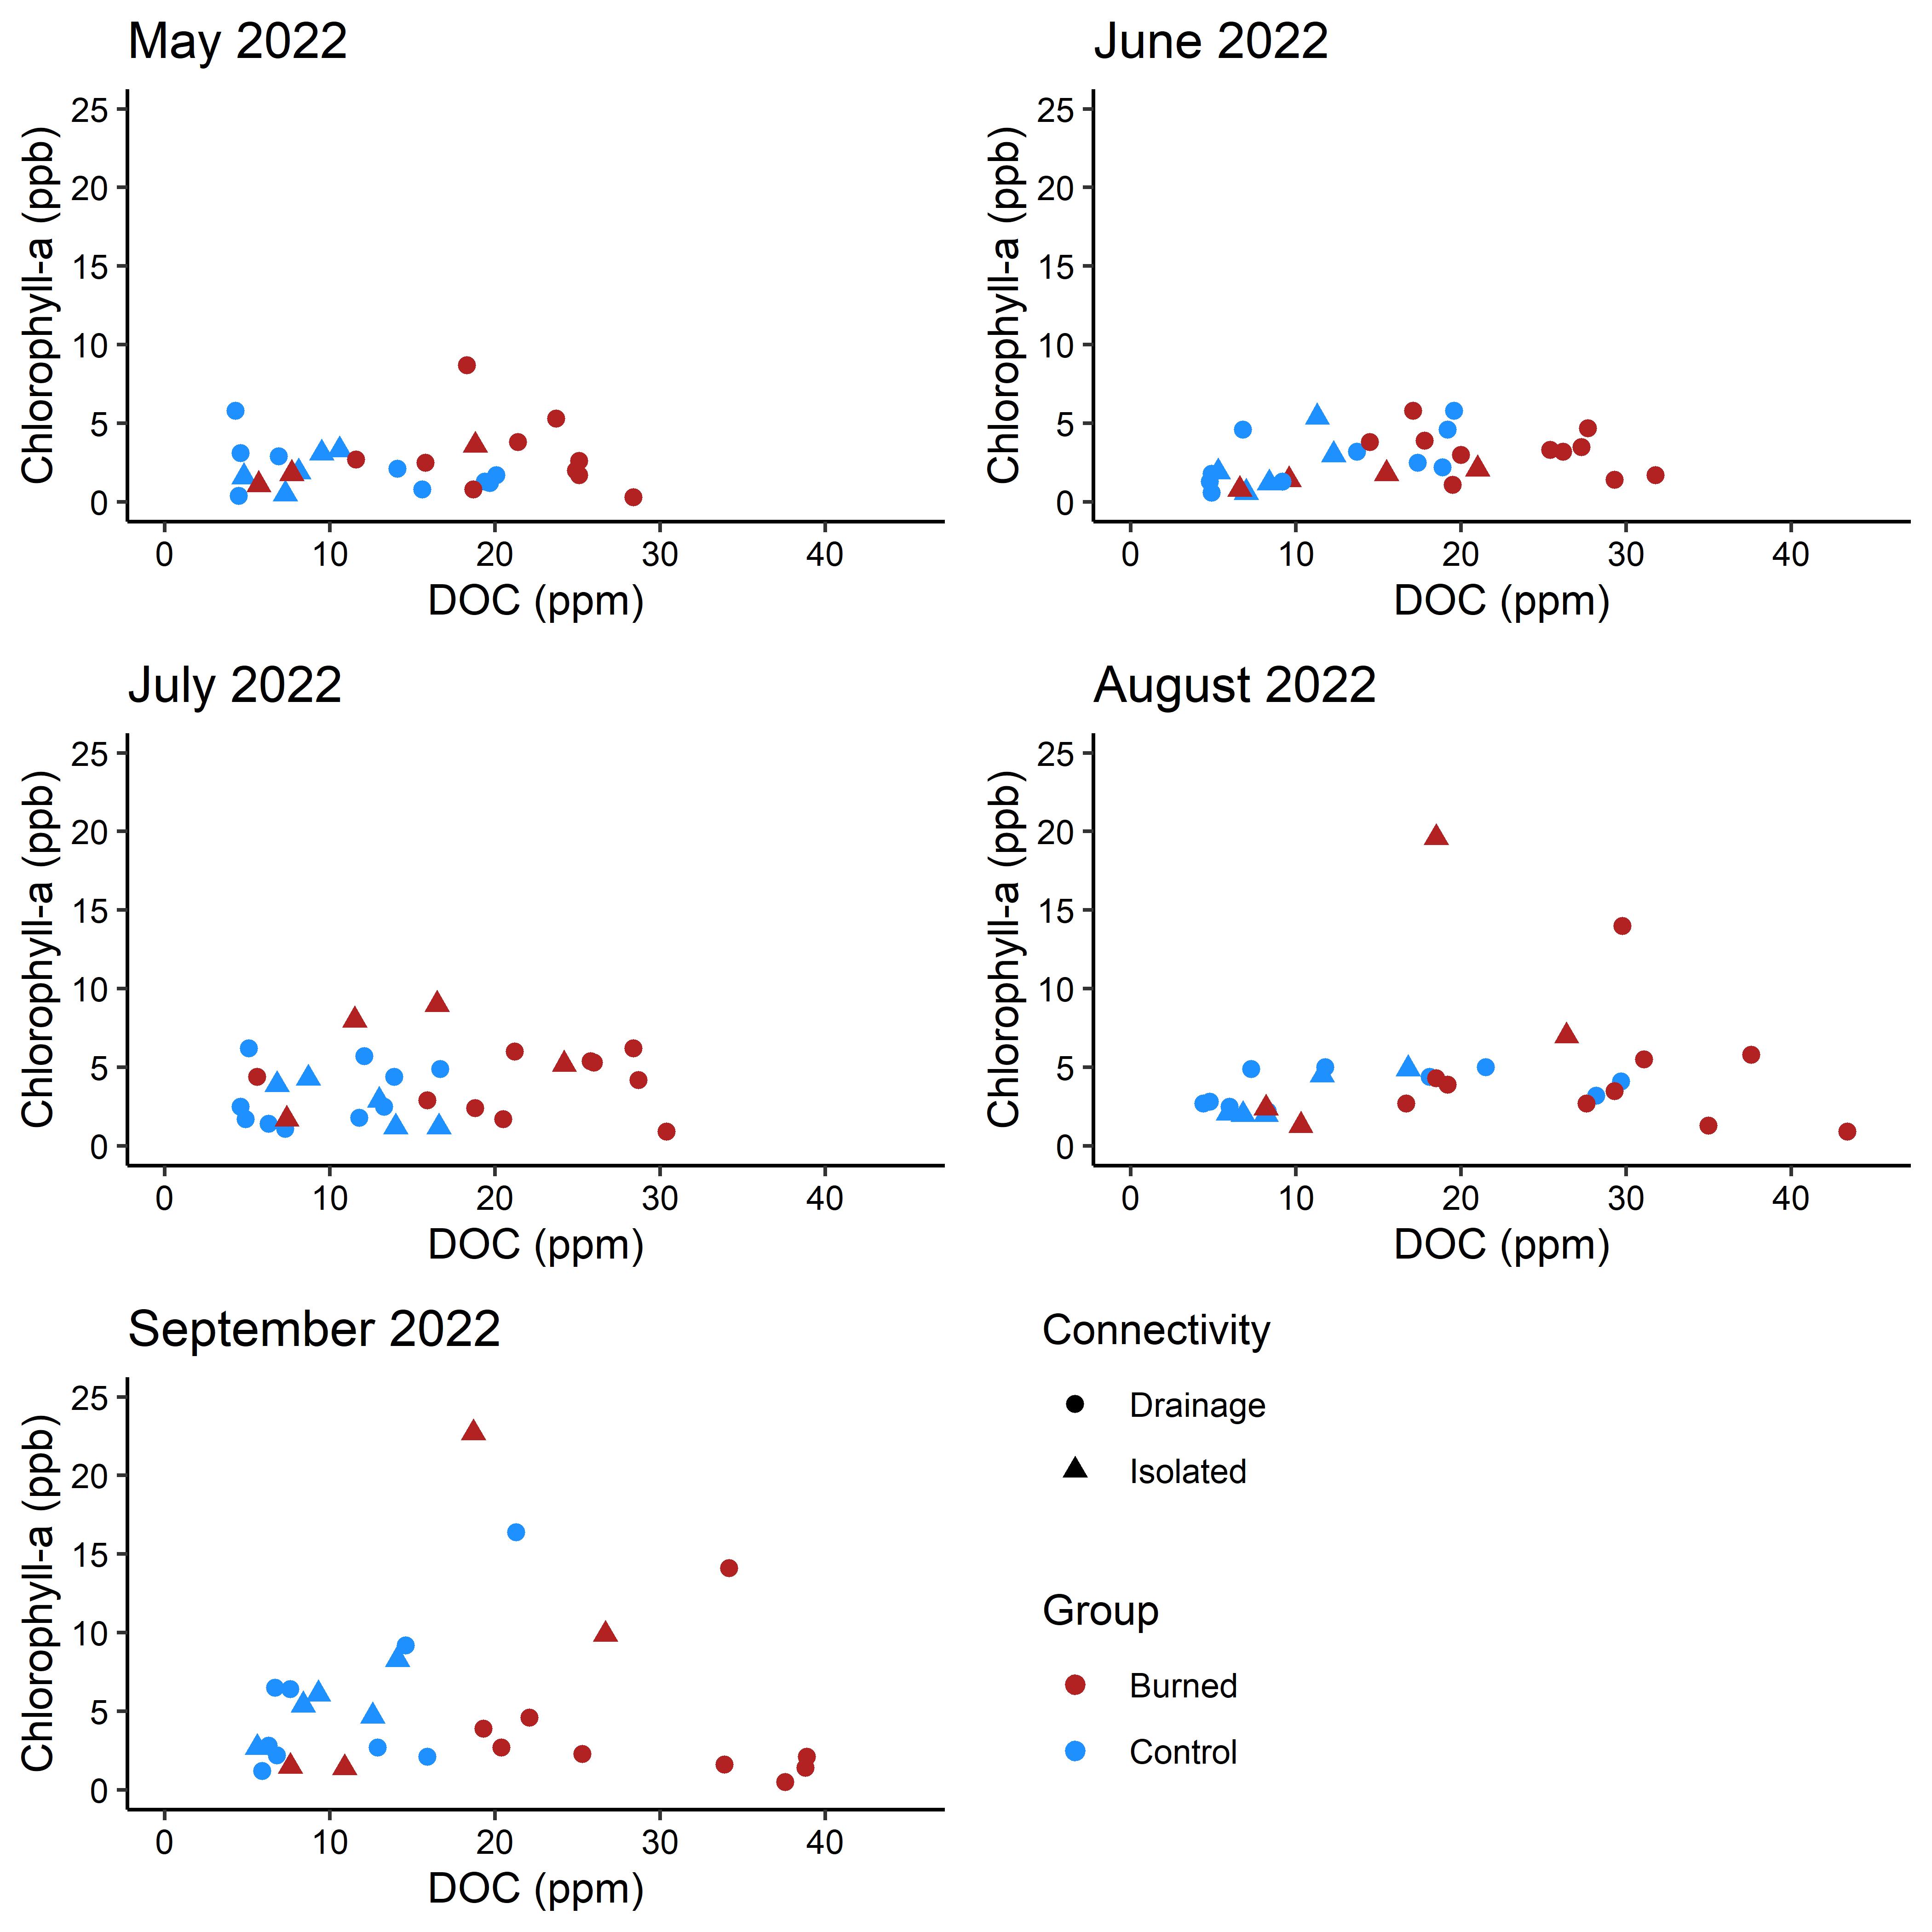 May 2022
Chlorophyll-a (ppb)
25
20
15
10
5
0
0 10 20 30 40
DOC (ppm)
June 2022
Chlorophyll-a (ppb)
25
20
15
10
5
0
0 10 20 30 40
DOC (ppm)
July 2022
Chlorophyll-a (ppb)
25
20
15
10
5
0
0 10 20 30 40
DOC (ppm)
August 2022
Chlorophyll-a (ppb)
25
20
15
10
5
0
0 10 20 30 40
DOC (ppm)
September 2022
Chlorophyll-a (ppb)
25
20
15
10
5
0
0 10 20 30 40
DOC (ppm)
Connectivity
Drainage
Isolated
Group
Burned
Control